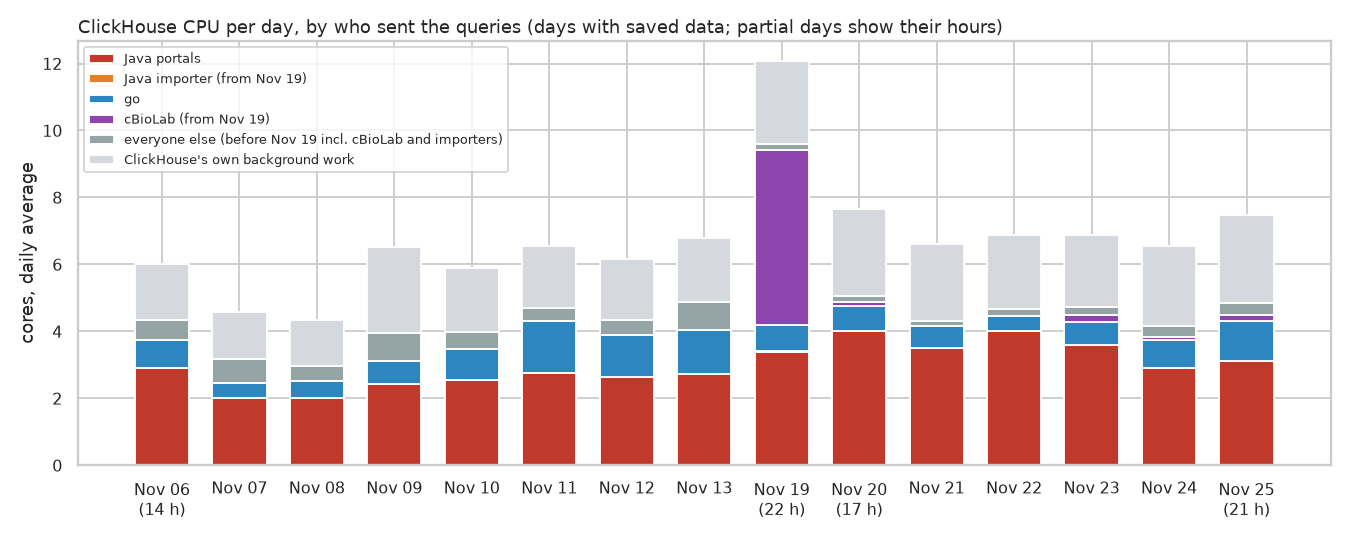 ClickHouse CPU per day, by who sent the queries (days with saved data; partial days show their hours)
Java portals
Java importer (from Nov 19)
go
cBioLab (from Nov 19)
everyone else (before Nov 19 incl. cBioLab and importers)
ClickHouse's own background work
cores, daily average
12
10
8
6
4
2
0
Nov 06 Nov 07 Nov 08 Nov 09 Nov 10 Nov 11 Nov 12 Nov 13 Nov 19 Nov 20 Nov 21 Nov 22 Nov 23 Nov 24 Nov 25
(14 h) (22 h) (17 h) (21 h)